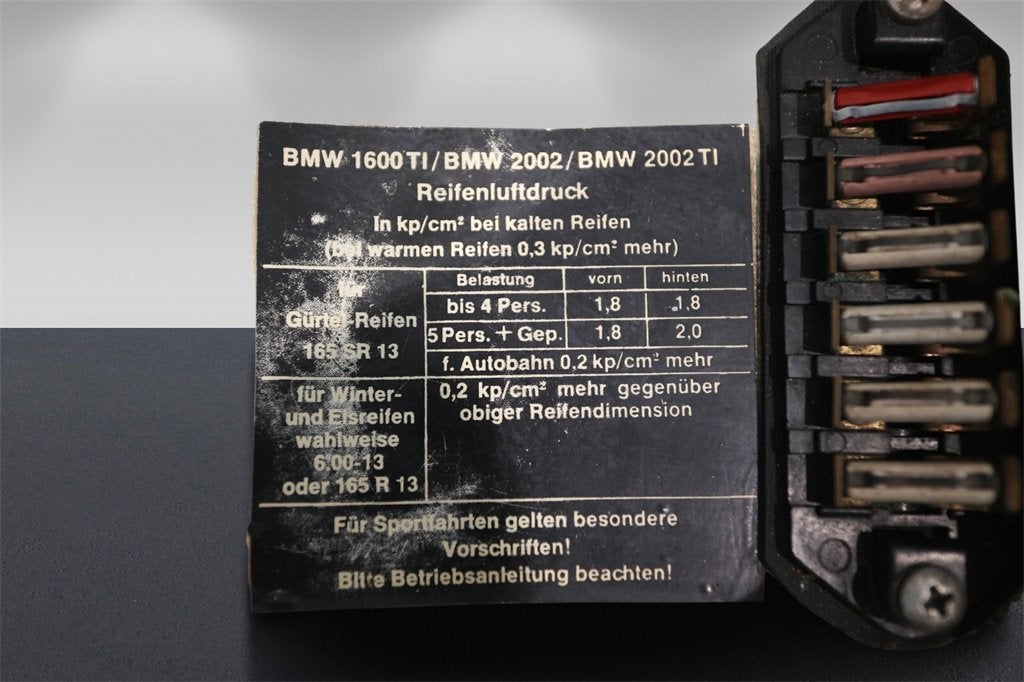 BMW 1600 TI/BMW 2002/BMW 2002 TI
Reifenluftdruck
In kp/cm² bei kalten Reifen
(bei warmen Reifen 0,3 kp/cm² mehr)
für
Gürtel-Reifen
165 SR 13
Belastung vorn hinten
bis 4 Pers. 1,8 1,8
5 Pers. + Gep. 1,8 2,0
f. Autobahn 0,2 kp/cm² mehr
für Winter-
und Eisreifen
wahlweise
6.00-13
oder 165 R 13
0,2 kp/cm² mehr gegenüber
obiger Reifendimension
Für Sportfahrten gelten besondere
Vorschriften!
Bitte Betriebsanleitung beachten!